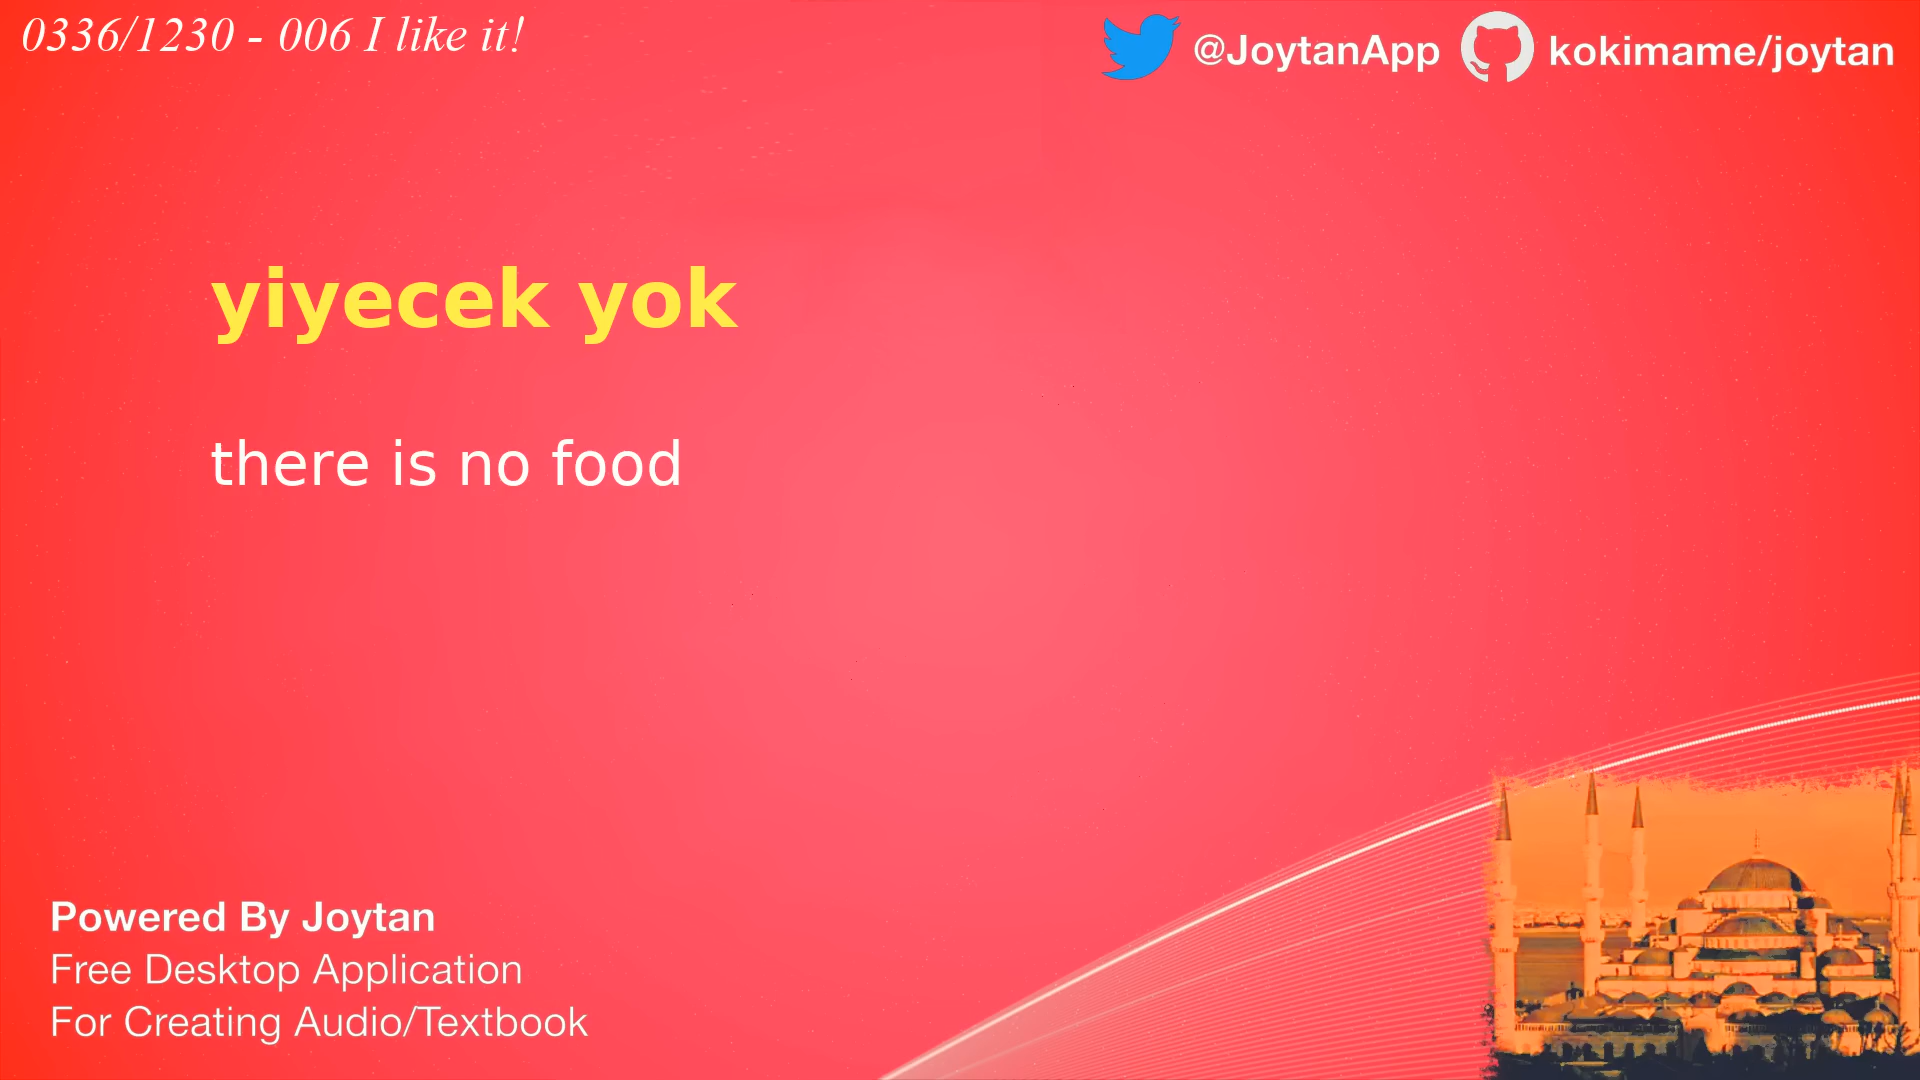 0336/1230 - 006 I like it!
@JoytanApp
kokimame/joytan
yiyecek yok
there is no food
Powered By Joytan
Free Desktop Application
For Creating Audio/Textbook